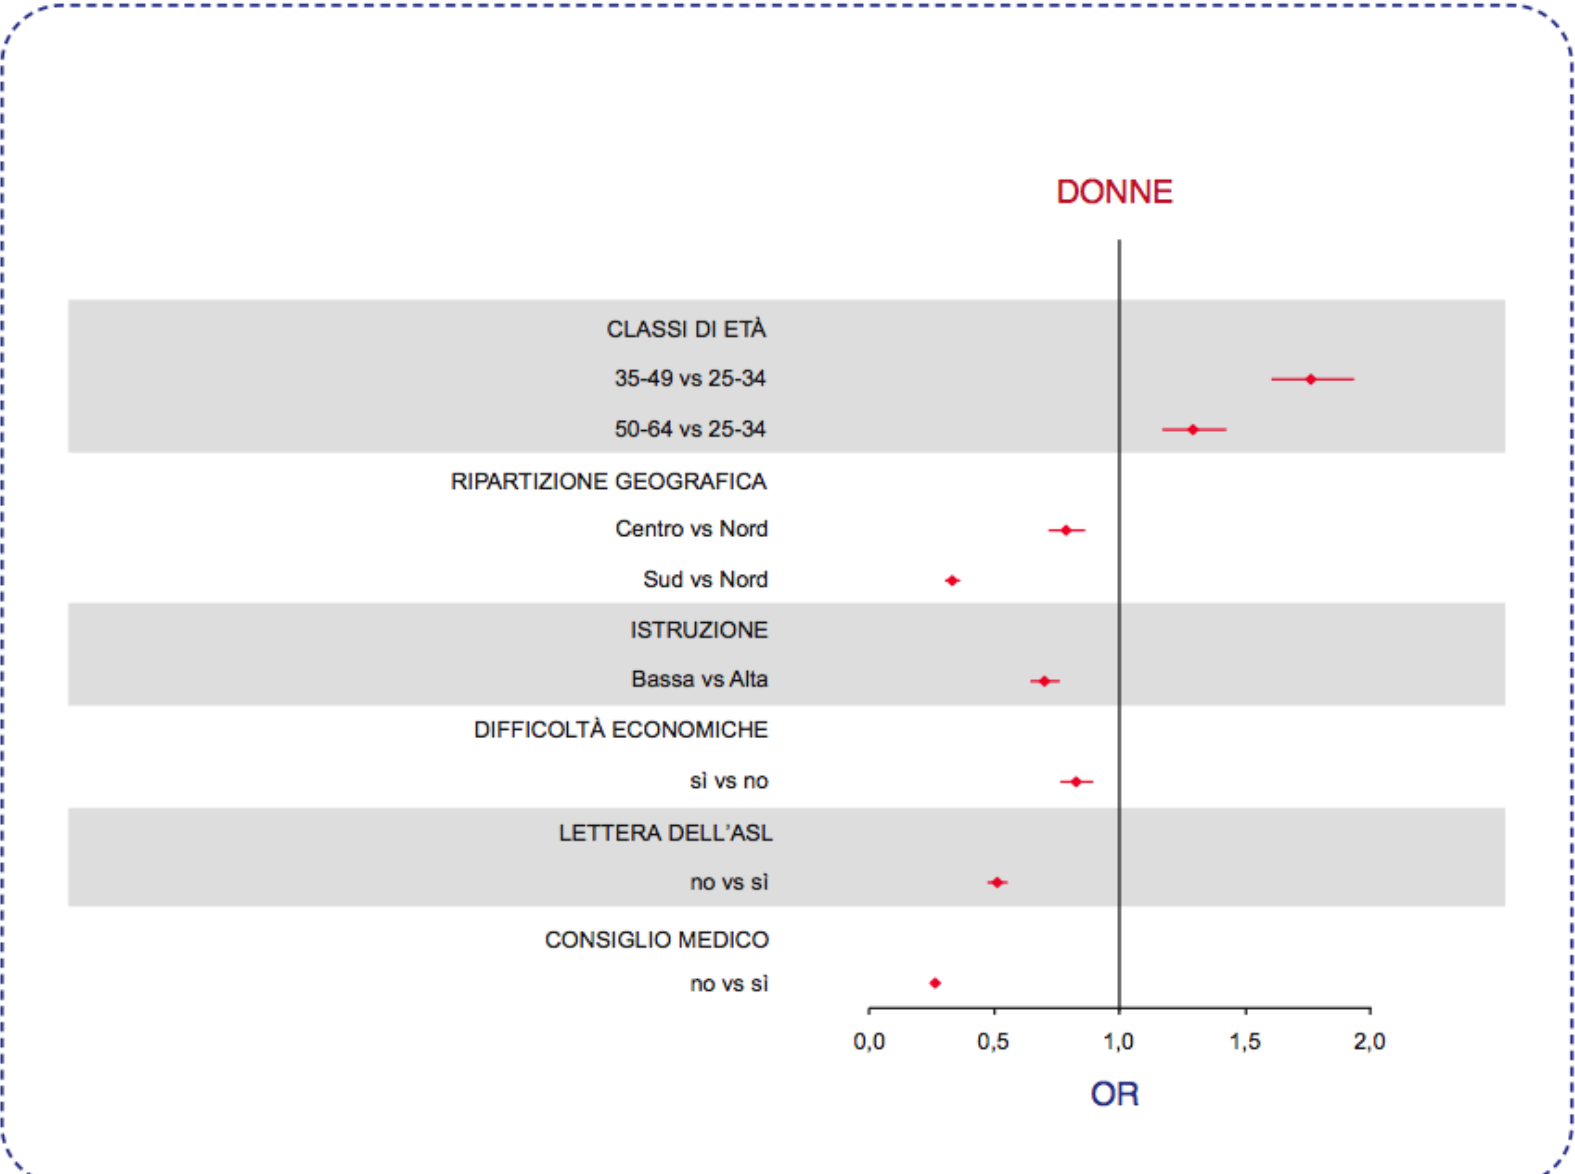 DONNE
CLASSI DI ETÀ
35-49 vs 25-34
50-64 vs 25-34
RIPARTIZIONE GEOGRAFICA
Centro vs Nord
Sud vs Nord
ISTRUZIONE
Bassa vs Alta
DIFFICOLTÀ ECONOMICHE
sì vs no
LETTERA DELL'ASL
no vs sì
CONSIGLIO MEDICO
no vs sì
0,0 0,5 1,0 1,5 2,0
OR